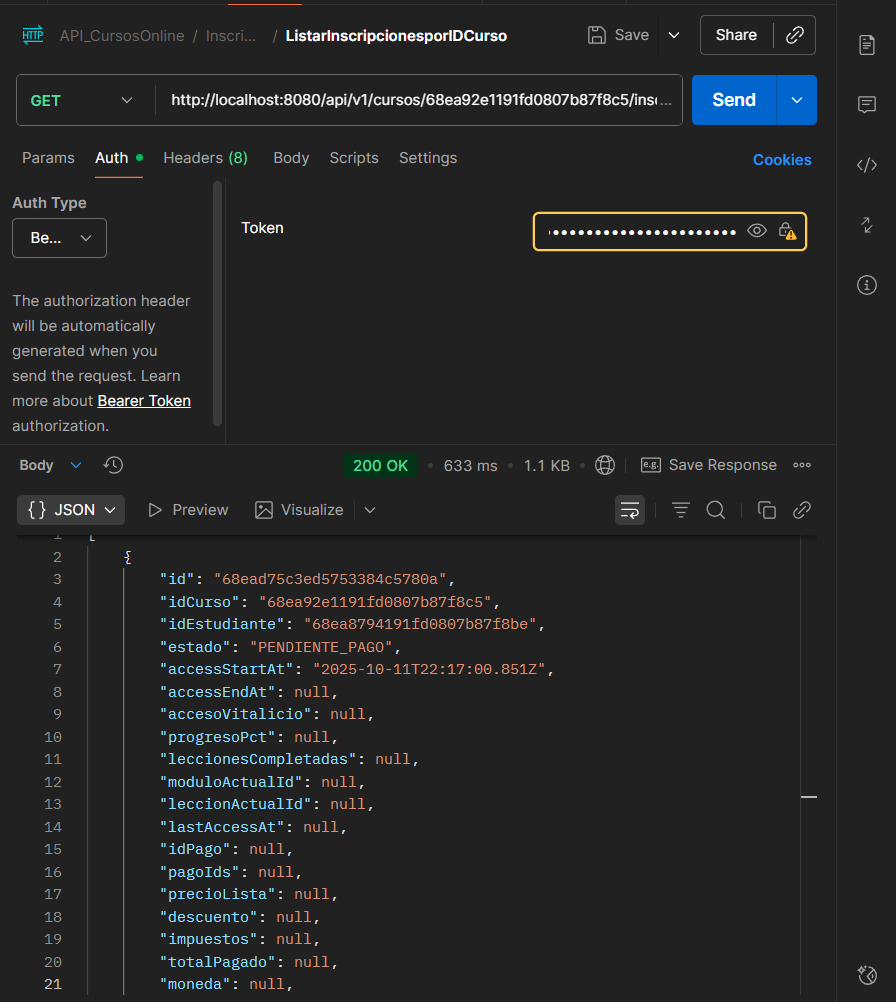 HTTP API_CursosOnline / Inscri... / ListarInscripcionesporIDCurso Save Share
GET http://localhost:8080/api/v1/cursos/68ea92e1191fd0807b87f8c5/ins... Send
Params Auth Headers (8) Body Scripts Settings Cookies
Auth Type
Be...
Token
The authorization header
will be automatically
generated when you
send the request. Learn
more about Bearer Token
authorization.
Body 200 OK • 633 ms • 1.1 KB • e.g. Save Response
{} JSON Preview Visualize
1 [
2 {
3 "id": "68ead75c3ed5753384c5780a",
4 "idCurso": "68ea92e1191fd0807b87f8c5",
5 "idEstudiante": "68ea8794191fd0807b87f8be",
6 "estado": "PENDIENTE_PAGO",
7 "accessStartAt": "2025-10-11T22:17:00.851Z",
8 "accessEndAt": null,
9 "accesoVitalicio": null,
10 "progresoPct": null,
11 "leccionesCompletadas": null,
12 "moduloActualId": null,
13 "leccionActualId": null,
14 "lastAccessAt": null,
15 "idPago": null,
16 "pagoIds": null,
17 "precioLista": null,
18 "descuento": null,
19 "impuestos": null,
20 "totalPagado": null,
21 "moneda": null,